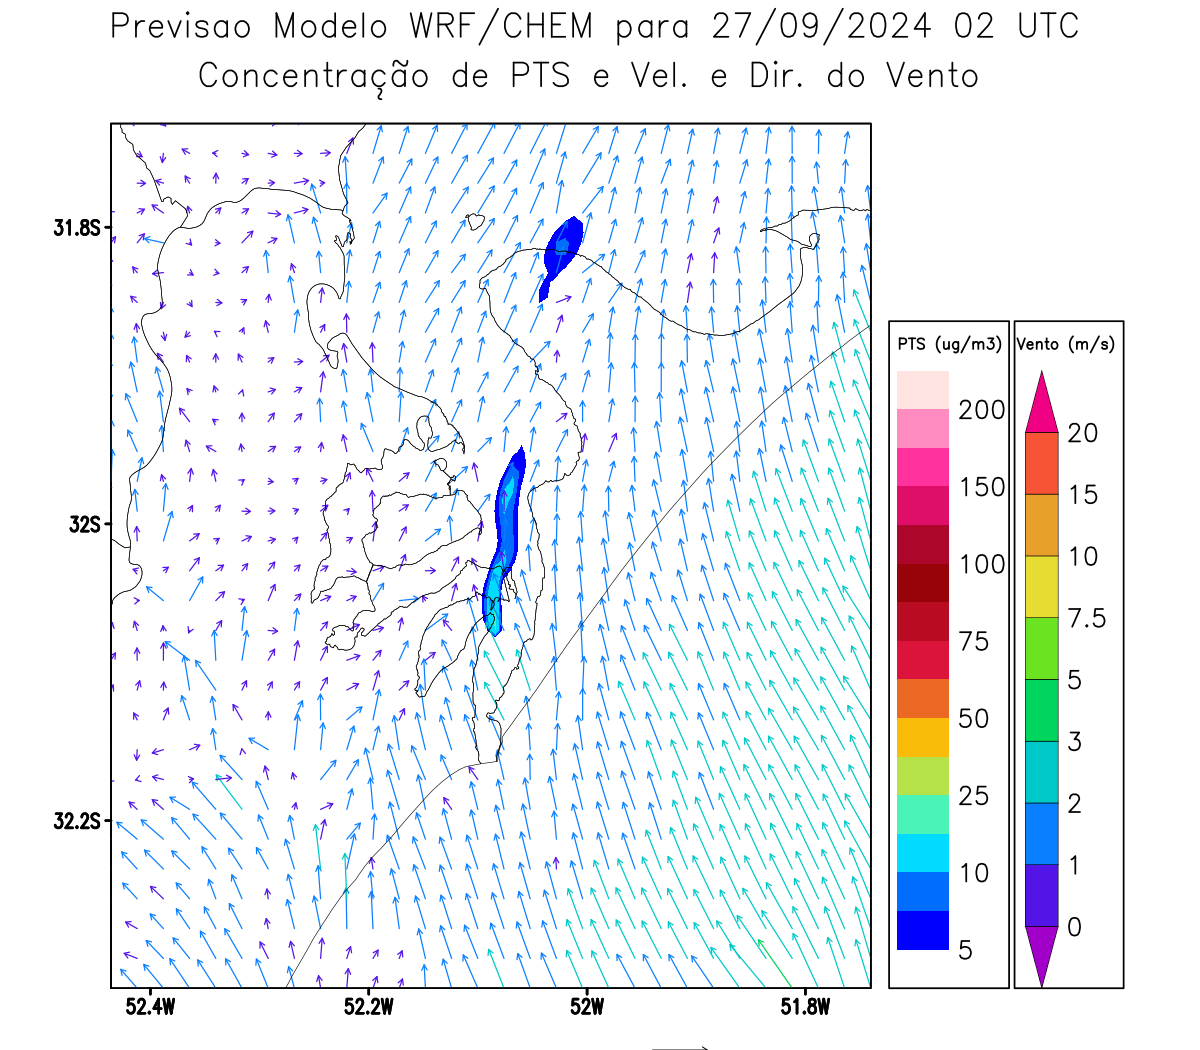 Previsao Modelo WRF/CHEM para 27/09/2024 02 UTC
Concentração de PTS e Vel. e Dir. do Vento
31.8S
32S
32.2S
52.4W
52.2W
52W
51.8W
PTS (ug/m3)
200
150
100
75
50
25
10
5
Vento (m/s)
20
15
10
7.5
5
3
2
1
0